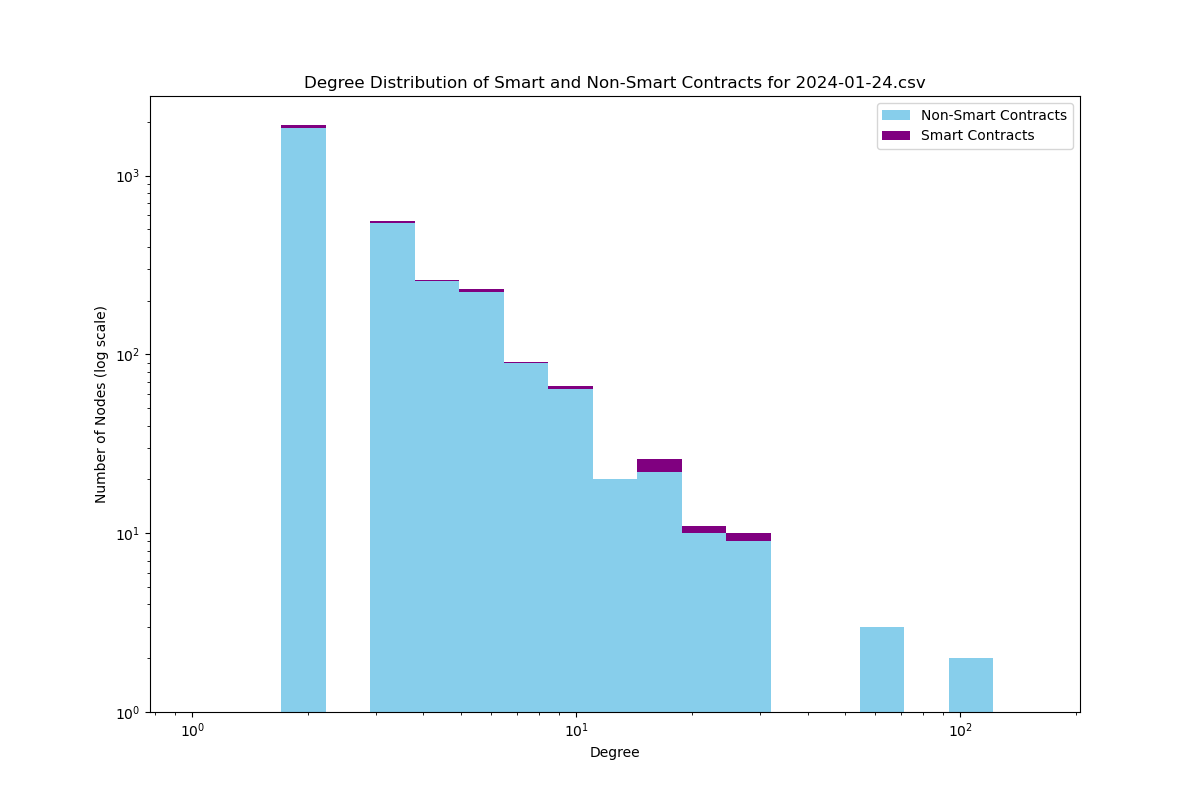 Degree Distribution of Smart and Non-Smart Contracts for 2024-01-24.csv
Non-Smart Contracts
Smart Contracts
Number of Nodes (log scale)
10³
10²
10¹
10⁰
10⁰ 10¹ 10²
Degree